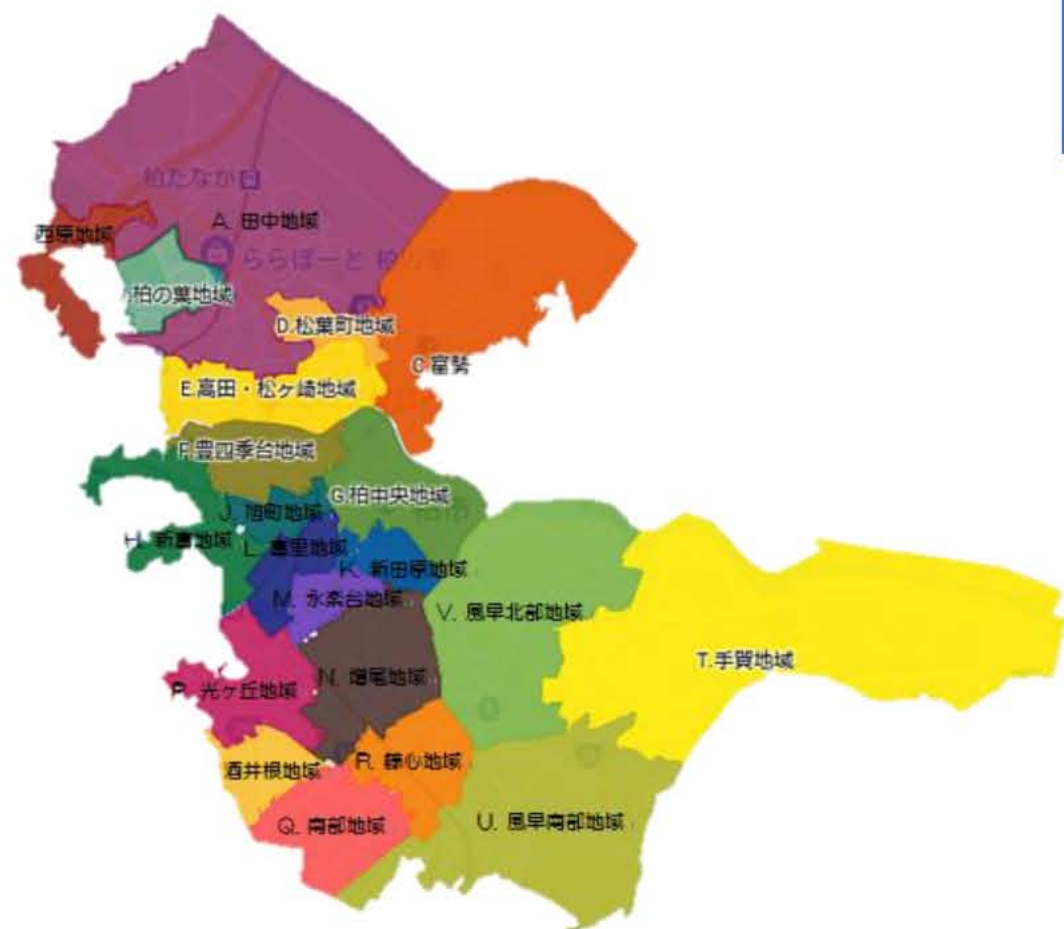 柏たなか
A. 田中地域
西原地域
ららぽーと 柏の葉
柏の葉地域
D.松葉町地域
C.富勢
E.高田・松ヶ崎地域
F.豊四季台地域
G.柏中央地域
J. 旭町地域
H. 新富地域
L. 富里地域
K. 新田原地域
M. 永楽台地域
V. 風早北部地域
T.手賀地域
N. 増尾地域
P. 光ヶ丘地域
R. 藤心地域
酒井根地域
Q. 南部地域
U. 風早南部地域